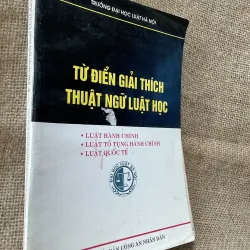 TRƯỜNG ĐẠI HỌC LUẬT HÀ NỘI
TỪ ĐIỂN GIẢI THÍCH
THUẬT NGỮ LUẬT HỌC
• LUẬT HÀNH CHÍNH
• LUẬT TỐ TỤNG HÀNH CHÍNH
• LUẬT QUỐC TẾ
CÔNG AN NHÂN DÂN